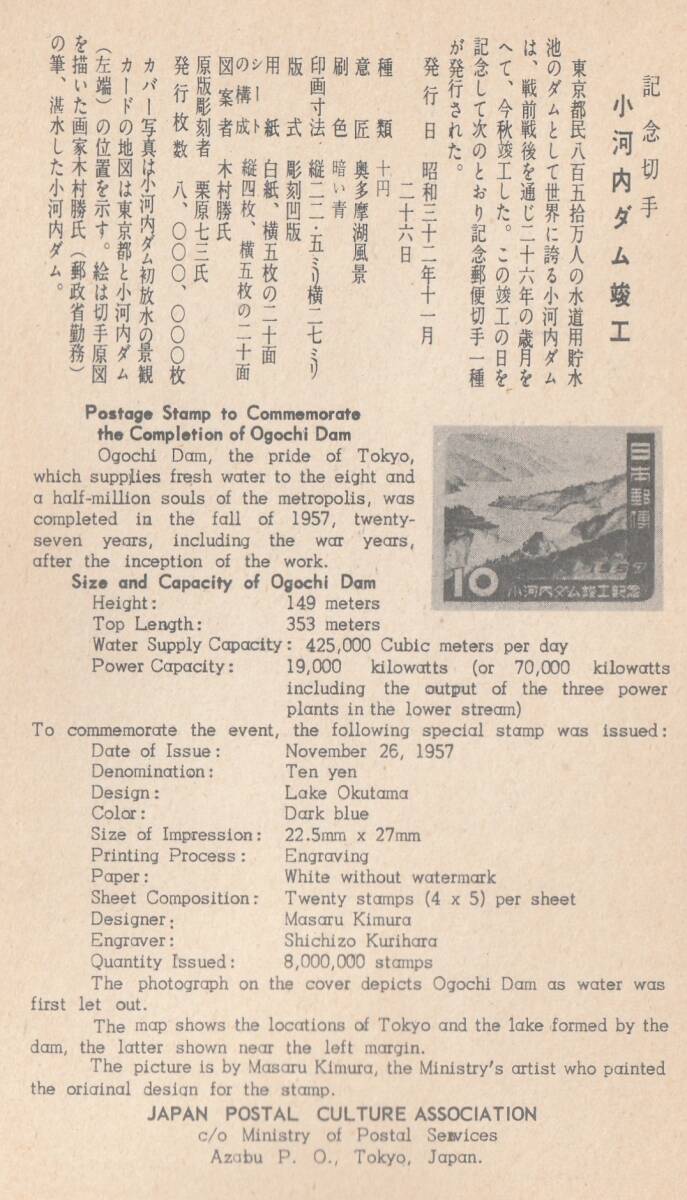 記念切手
小河内ダム竣工
東京都民八百五拾万人の水道用貯水
池のダムとして世界に誇る小河内ダム
は、戦前戦後を通じ二十六年の歳月を
へて、今秋竣工した。この竣工の日を
記念して次のとおり記念郵便切手一種
が発行された。
発行日 昭和三十二年十一月
二十六日
種類 十円
意匠 奥多摩湖風景
刷色 暗い青
印画寸法 縦二二・五ミリ横二七ミリ
版式 彫刻凹版
用紙 白紙、横五枚の二十面
シートの構成 縦四枚、横五枚の二十面
図案者 木村勝氏
原版彫刻者 栗原七三氏
発行枚数 八、〇〇〇、〇〇〇枚
カバー写真は小河内ダム初放水の景観
カードの地図は東京都と小河内ダム
(左端)の位置を示す。絵は切手原図
を描いた画家木村勝氏(郵政省勤務)
の筆、湛水した小河内ダム。
Postage Stamp to Commemorate
the Completion of Ogochi Dam
Ogochi Dam, the pride of Tokyo,
which supplies fresh water to the eight and
a half-million souls of the metropolis, was
completed in the fall of 1957, twenty-
seven years, including the war years,
after the inception of the work.
日本郵便
10
1957
小河内ダム竣工記念
Size and Capacity of Ogochi Dam
Height: 149 meters
Top Length: 353 meters
Water Supply Capacity: 425,000 Cubic meters per day
Power Capacity: 19,000 kilowatts (or 70,000 kilowatts
including the output of the three power
plants in the lower stream)
To commemorate the event, the following special stamp was issued:
Date of Issue: November 26, 1957
Denomination: Ten yen
Design: Lake Okutama
Color: Dark blue
Size of Impression: 22.5mm x 27mm
Printing Process: Engraving
Paper: White without watermark
Sheet Composition: Twenty stamps (4 x 5) per sheet
Designer: Masaru Kimura
Engraver: Shichizo Kurihara
Quantity Issued: 8,000,000 stamps
The photograph on the cover depicts Ogochi Dam as water was
first let out.
The map shows the locations of Tokyo and the lake formed by the
dam, the latter shown near the left margin.
The picture is by Masaru Kimura, the Ministry's artist who painted
the original design for the stamp.
JAPAN POSTAL CULTURE ASSOCIATION
c/o Ministry of Postal Services
Azabu P. O., Tokyo, Japan.